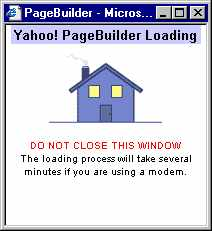 PageBuilder - Micros...
Yahoo! PageBuilder Loading
DO NOT CLOSE THIS WINDOW
The loading process will take several
minutes if you are using a modem.